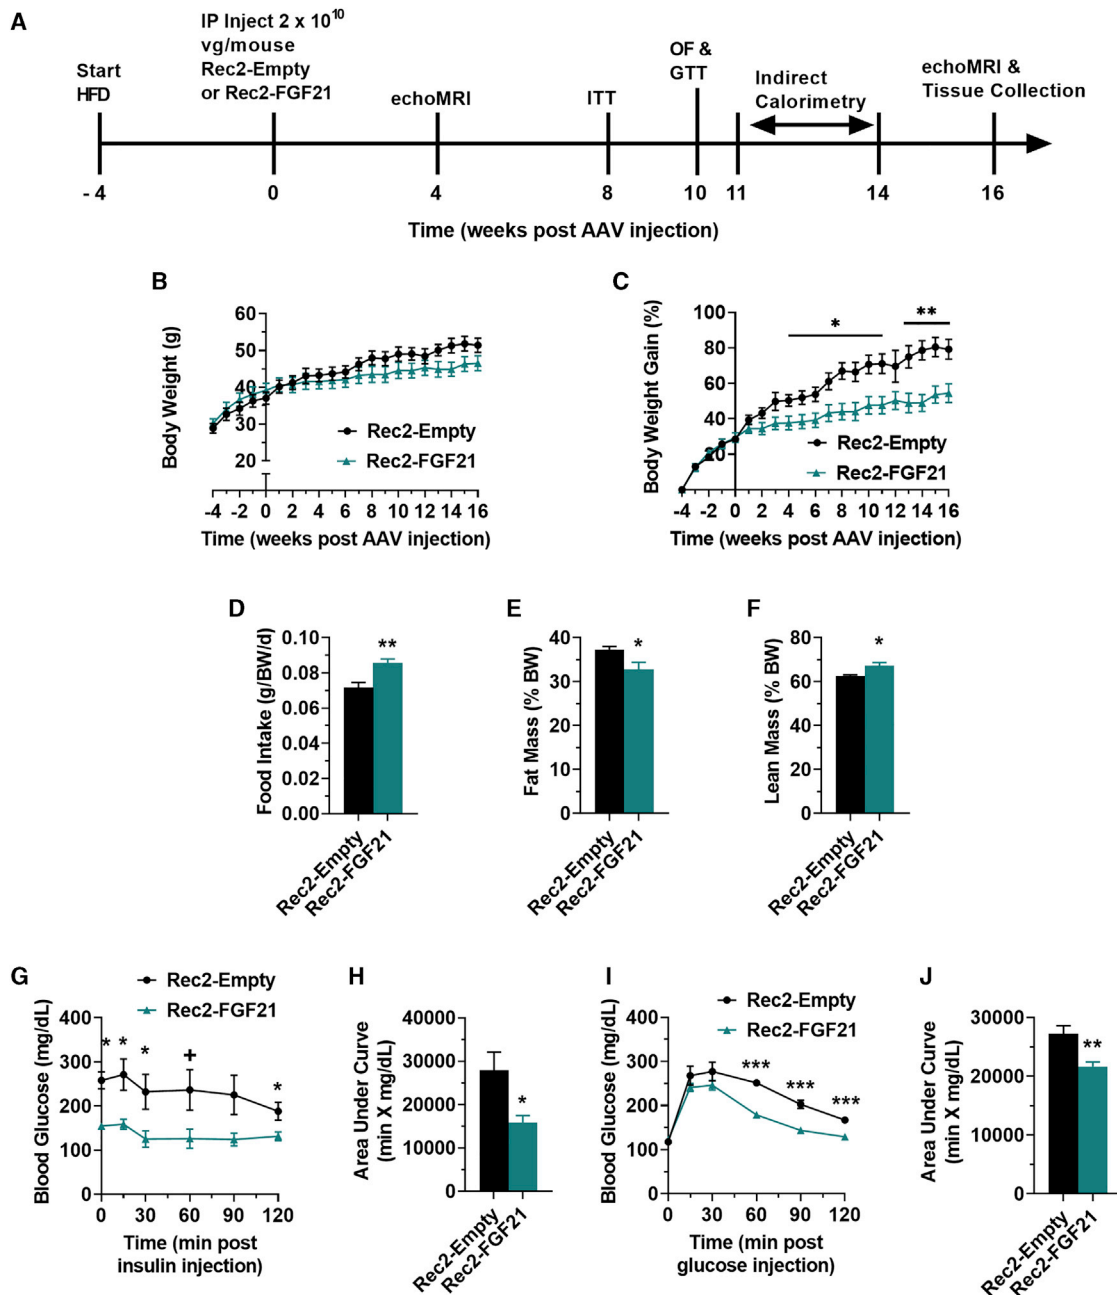 A
Start
HFD
IP Inject 2 x 10^10
vg/mouse
Rec2-Empty
or Rec2-FGF21
echoMRI
ITT
OF &
GTT
Indirect
Calorimetry
echoMRI &
Tissue Collection
- 4 0 4 8 10 11 14 16
Time (weeks post AAV injection)
B
Body Weight (g)
60
50
40
30
20
Rec2-Empty
Rec2-FGF21
-4 -2 0 2 4 6 8 10 12 14 16
Time (weeks post AAV injection)
C
Body Weight Gain (%)
100
80
60
40
20
* **
Rec2-Empty
Rec2-FGF21
-4 -2 0 2 4 6 8 10 12 14 16
Time (weeks post AAV injection)
D
Food Intake (g/BW/d)
0.10
0.08
0.06
0.04
0.02
0.00
**
Rec2-Empty
Rec2-FGF21
E
Fat Mass (% BW)
40
30
20
10
0
*
Rec2-Empty
Rec2-FGF21
F
Lean Mass (% BW)
80
60
40
20
0
*
Rec2-Empty
Rec2-FGF21
G
Rec2-Empty
Rec2-FGF21
Blood Glucose (mg/dL)
400
300
200
100
0
* * * + *
0 30 60 90 120
Time (min post
insulin injection)
H
Area Under Curve
(min X mg/dL)
40000
30000
20000
10000
0
*
Rec2-Empty
Rec2-FGF21
I
Rec2-Empty
Rec2-FGF21
Blood Glucose (mg/dL)
400
300
200
100
0
*** *** ***
0 30 60 90 120
Time (min post
glucose injection)
J
Area Under Curve
(min X mg/dL)
30000
20000
10000
0
**
Rec2-Empty
Rec2-FGF21